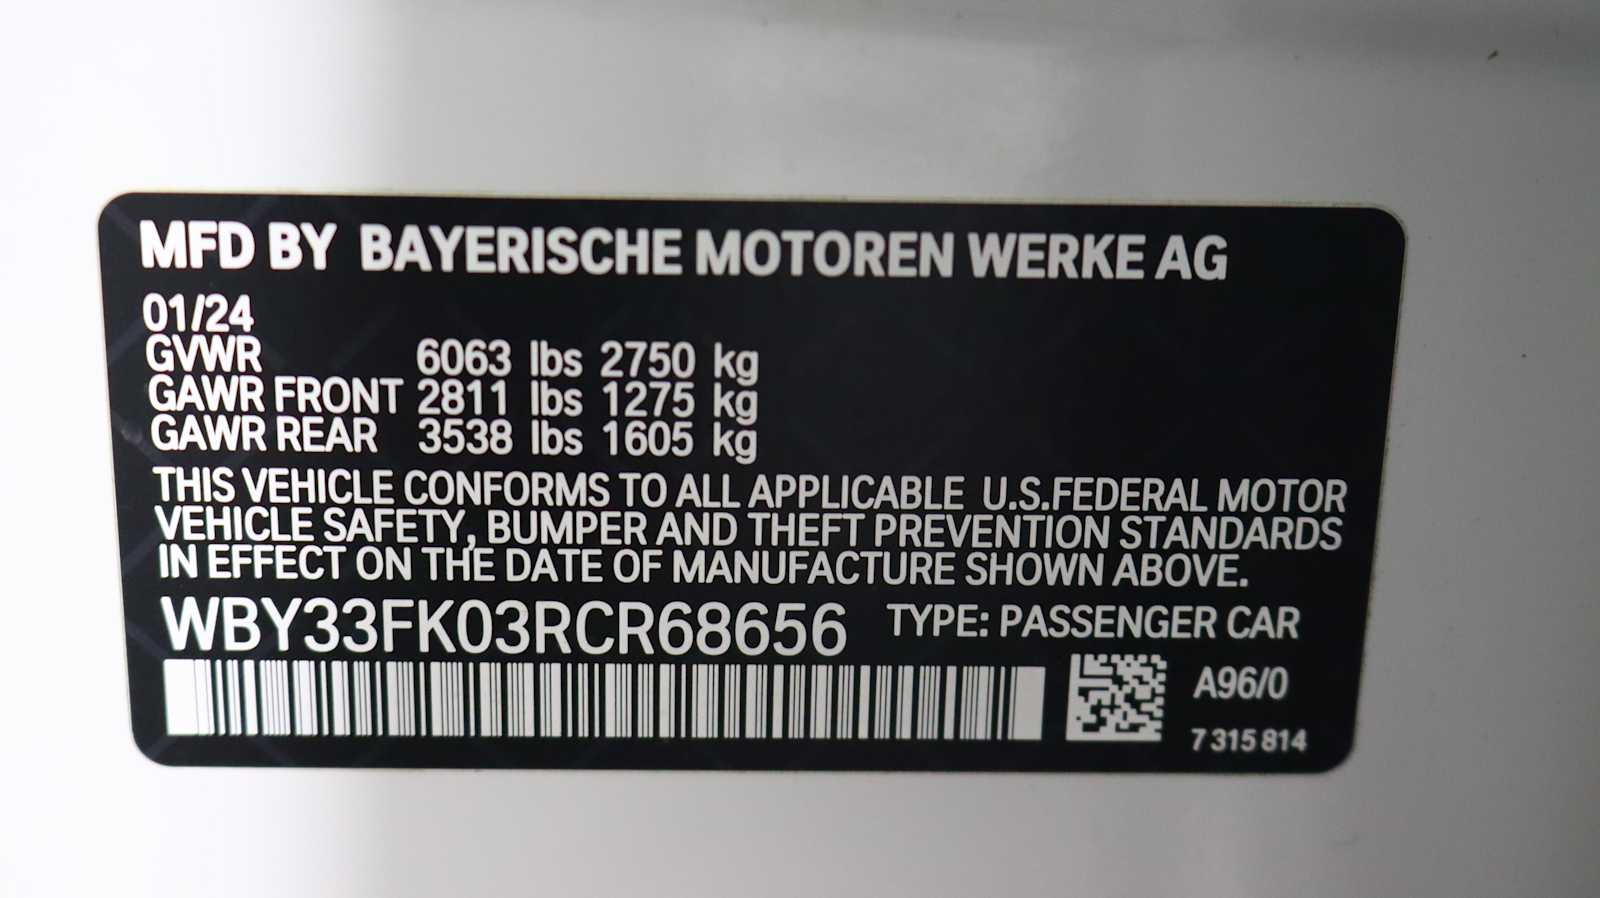 MFD BY BAYERISCHE MOTOREN WERKE AG
01/24
GVWR 6063 lbs 2750 kg
GAWR FRONT 2811 lbs 1275 kg
GAWR REAR 3538 lbs 1605 kg
THIS VEHICLE CONFORMS TO ALL APPLICABLE U.S.FEDERAL MOTOR
VEHICLE SAFETY, BUMPER AND THEFT PREVENTION STANDARDS
IN EFFECT ON THE DATE OF MANUFACTURE SHOWN ABOVE.
WBY33FK03RCR68656 TYPE: PASSENGER CAR
A96/0
7 315 814